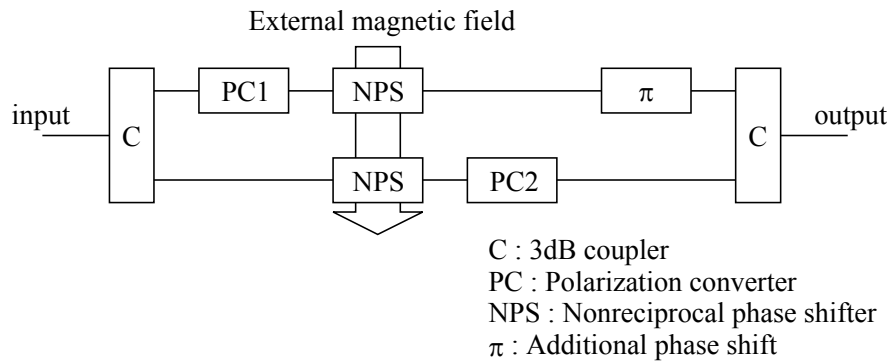 External magnetic field
PC1 NPS π
input C C output
NPS PC2
C : 3dB coupler
PC : Polarization converter
NPS : Nonreciprocal phase shifter
π : Additional phase shift